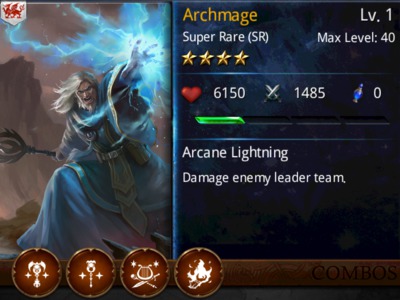 Archmage Lv. 1
Super Rare (SR) Max Level: 40
6150 1485 0
Arcane Lightning
Damage enemy leader team.
COMBOS